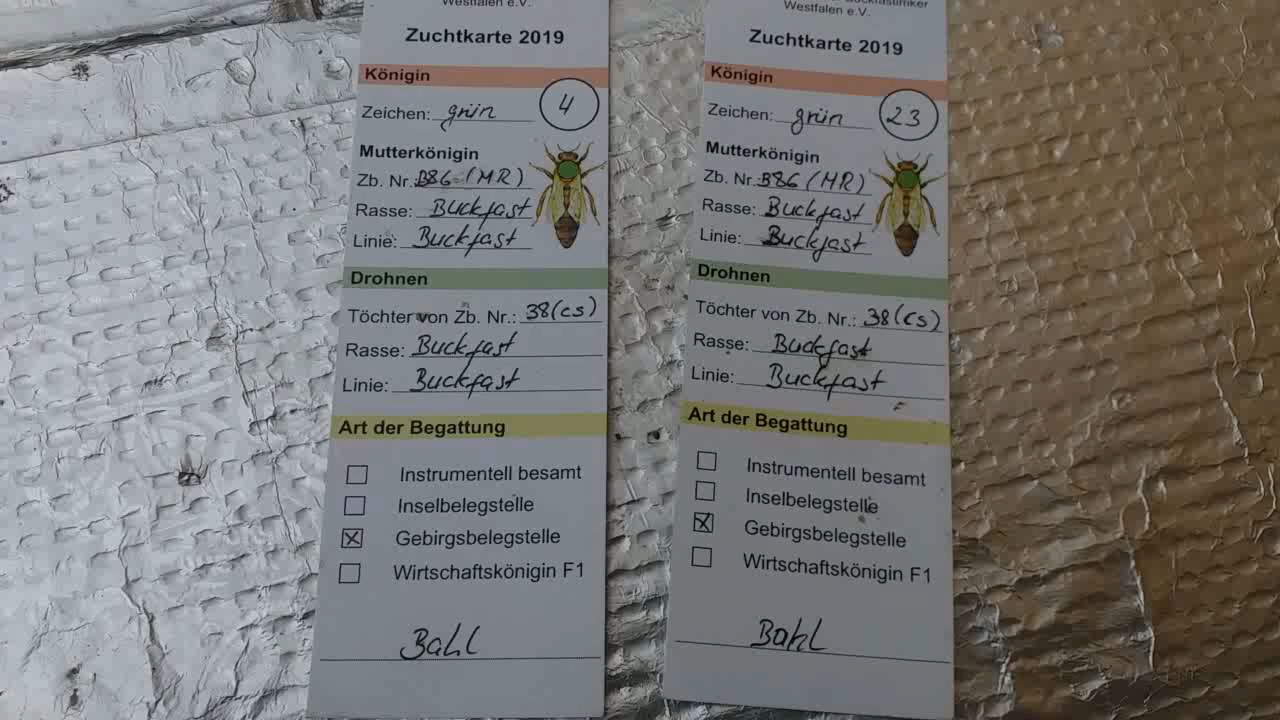 Westfalen e.V.
Zuchtkarte 2019
Königin
Zeichen: grün 4
Mutterkönigin
Zb. Nr. B86 (MR)
Rasse: Buckfast
Linie: Buckfast
Drohnen
Töchter von Zb. Nr.: 38(cs)
Rasse: Buckfast
Linie: Buckfast
Art der Begattung
Instrumentell besamt
Inselbelegstelle
Gebirgsbelegstelle
Wirtschaftskönigin F1
Bahl
Westfalen e.V.
Zuchtkarte 2019
Königin
Zeichen: grün 23
Mutterkönigin
Zb. Nr. B86 (MR)
Rasse: Buckfast
Linie: Buckfast
Drohnen
Töchter von Zb. Nr.: 38(cs)
Rasse: Buckfast
Linie: Buckfast
Art der Begattung
Instrumentell besamt
Inselbelegstelle
Gebirgsbelegstelle
Wirtschaftskönigin F1
Bahl